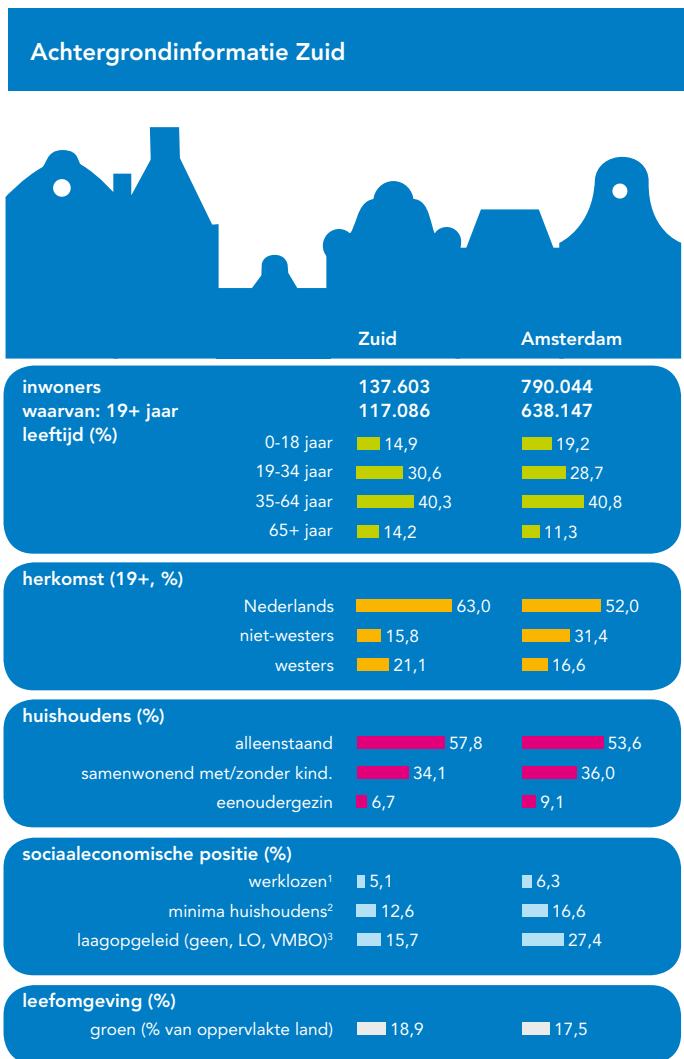 Achtergrondinformatie Zuid
Zuid Amsterdam
inwoners 137.603 790.044
waarvan: 19+ jaar 117.086 638.147
leeftijd (%)
0-18 jaar 14,9 19,2
19-34 jaar 30,6 28,7
35-64 jaar 40,3 40,8
65+ jaar 14,2 11,3
herkomst (19+, %)
Nederlands 63,0 52,0
niet-westers 15,8 31,4
westers 21,1 16,6
huishoudens (%)
alleenstaand 57,8 53,6
samenwonend met/zonder kind. 34,1 36,0
eenoudergezin 6,7 9,1
sociaaleconomische positie (%)
werklozen¹ 5,1 6,3
minima huishoudens² 12,6 16,6
laagopgeleid (geen, LO, VMBO)³ 15,7 27,4
leefomgeving (%)
groen (% van oppervlakte land) 18,9 17,5